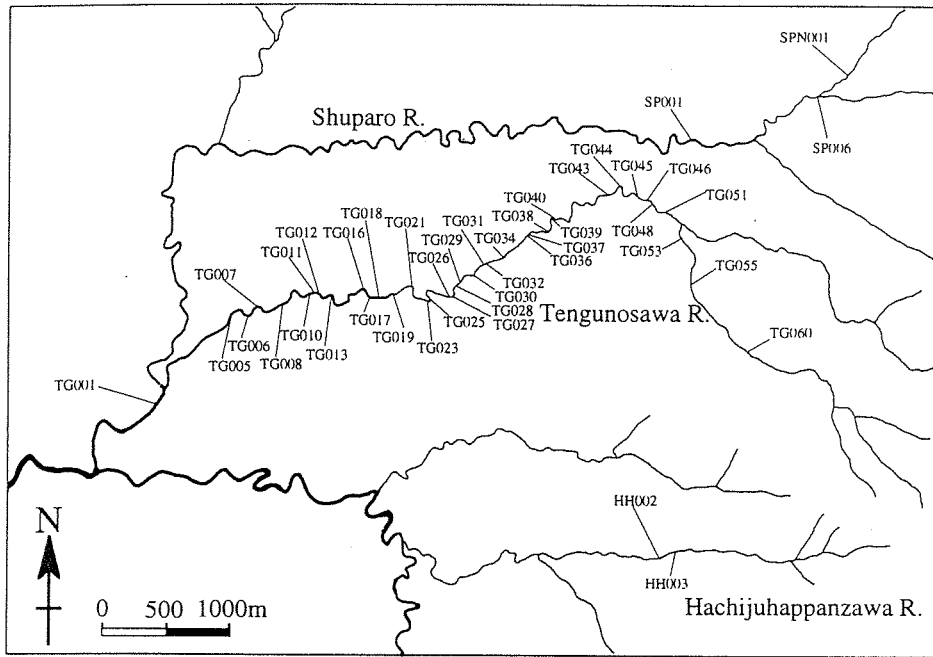 SPN001
SP001
SP006
Shuparo R.
TG044
TG043
TG045
TG046
TG051
TG040
TG038
TG039
TG037
TG036
TG048
TG053
TG055
TG060
TG031
TG029
TG034
TG026
TG032
TG030
TG028
TG027
TG025
TG021
TG018
TG016
TG012
TG011
TG007
TG023
TG019
TG017
TG013
TG010
TG008
TG006
TG005
TG001
Tengunosawa R.
HH002
HH003
Hachijuhappanzawa R.
N
0 500 1000m